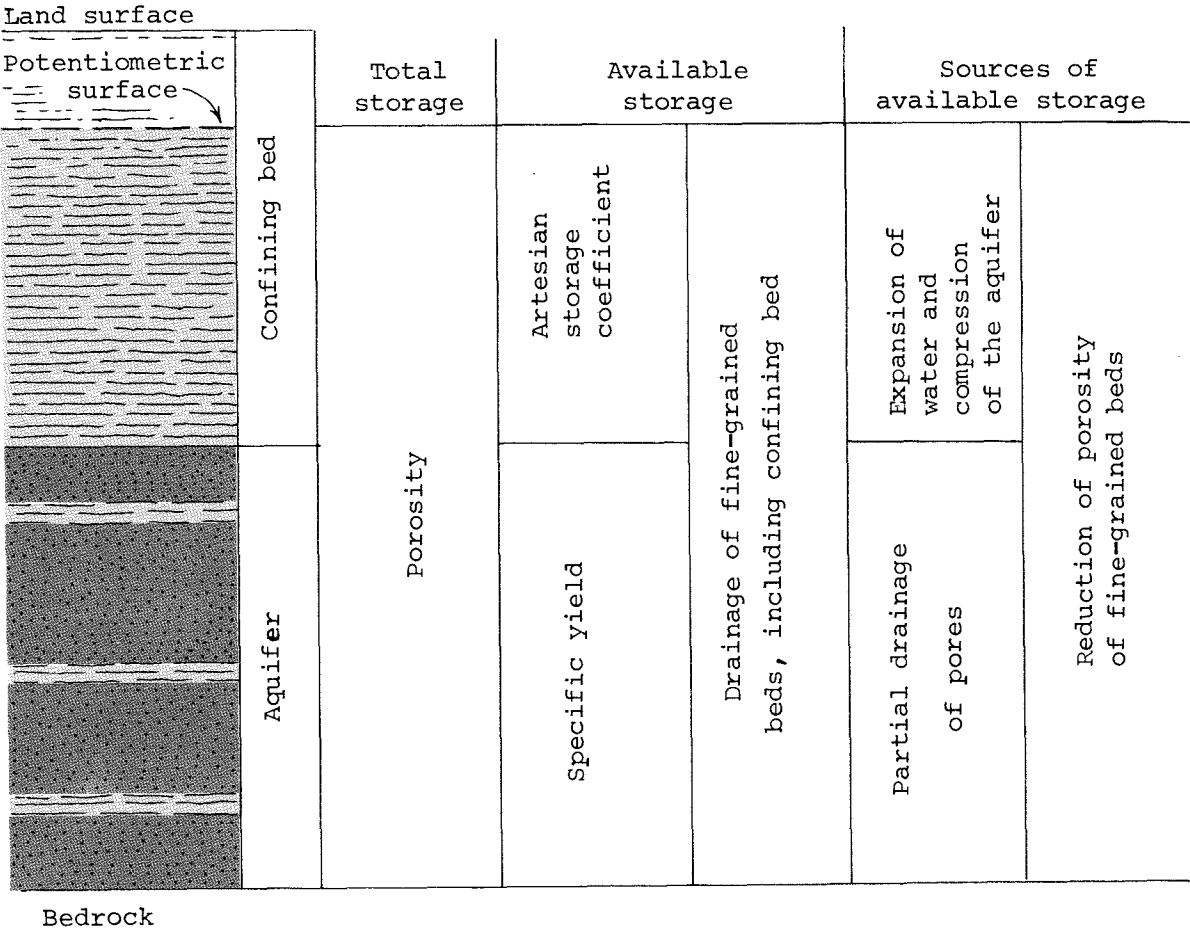 Land surface
Potentiometric
surface
Confining bed
Aquifer
Bedrock
Total
storage
Available
storage
Sources of
available storage
Porosity
Artesian
storage
coefficient
Specific yield
Drainage of fine-grained
beds, including confining bed
Expansion of
water and
compression
of the aquifer
Partial drainage
of pores
Reduction of porosity
of fine-grained beds